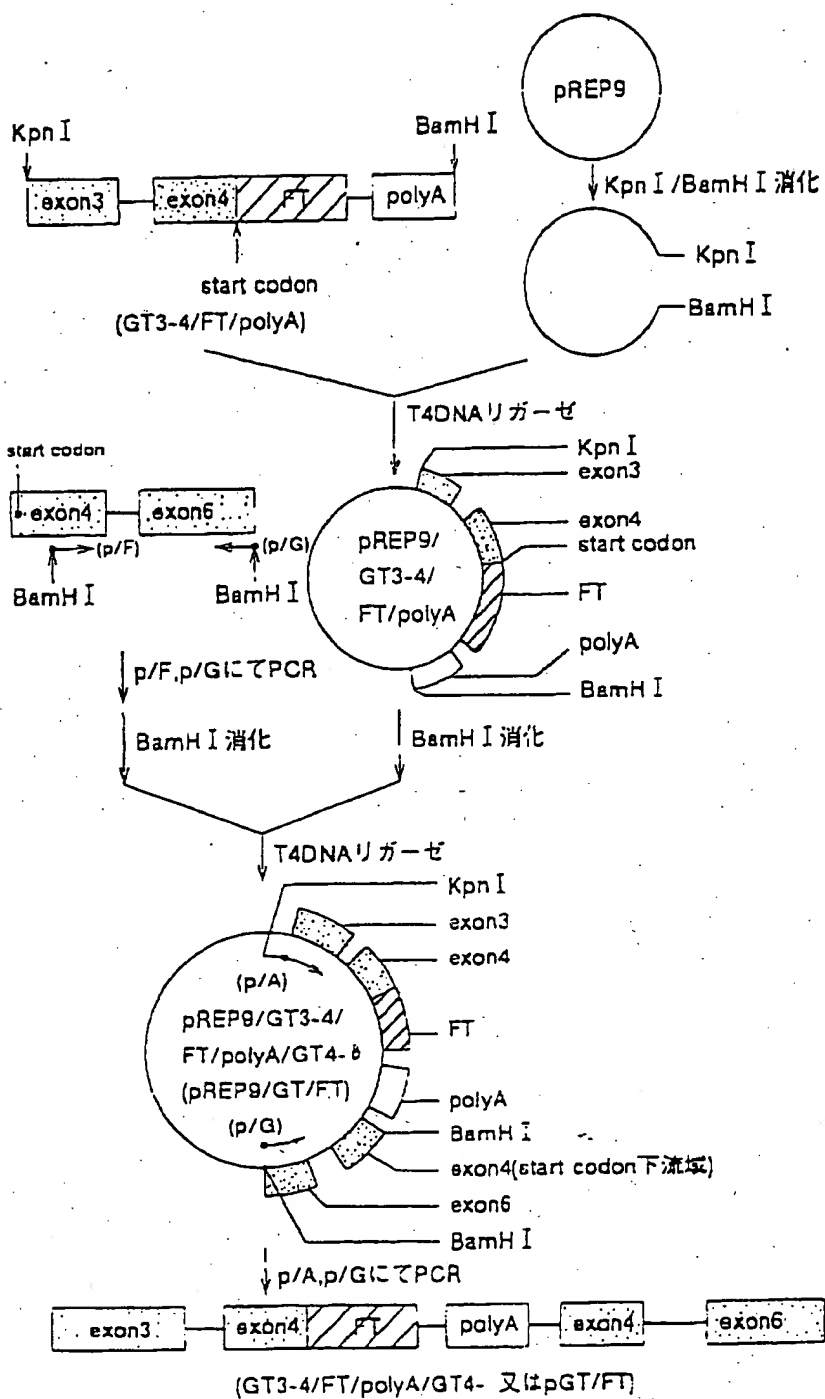 pREP9
Kpn I
BamH I
Kpn I/BamH I 消化
exon3
exon4
FT
polyA
Kpn I
BamH I
start codon
(GT3-4/FT/polyA)
T4DNAリガーゼ
start codon
exon4
exon6
(p/F)
(p/G)
BamH I
BamH I
Kpn I
exon3
exon4
start codon
FT
polyA
BamH I
pREP9/
GT3-4/
FT/polyA
p/F,p/GにてPCR
BamH I 消化
BamH I 消化
T4DNAリガーゼ
Kpn I
exon3
exon4
FT
polyA
BamH I
exon4(start codon下流域)
exon6
BamH I
(p/A)
pREP9/GT3-4/
FT/polyA/GT4-6
(pREP9/GT/FT)
(p/G)
p/A,p/GにてPCR
exon3
exon4
FT
polyA
exon4
exon6
(GT3-4/FT/polyA/GT4- 又はpGT/FT)